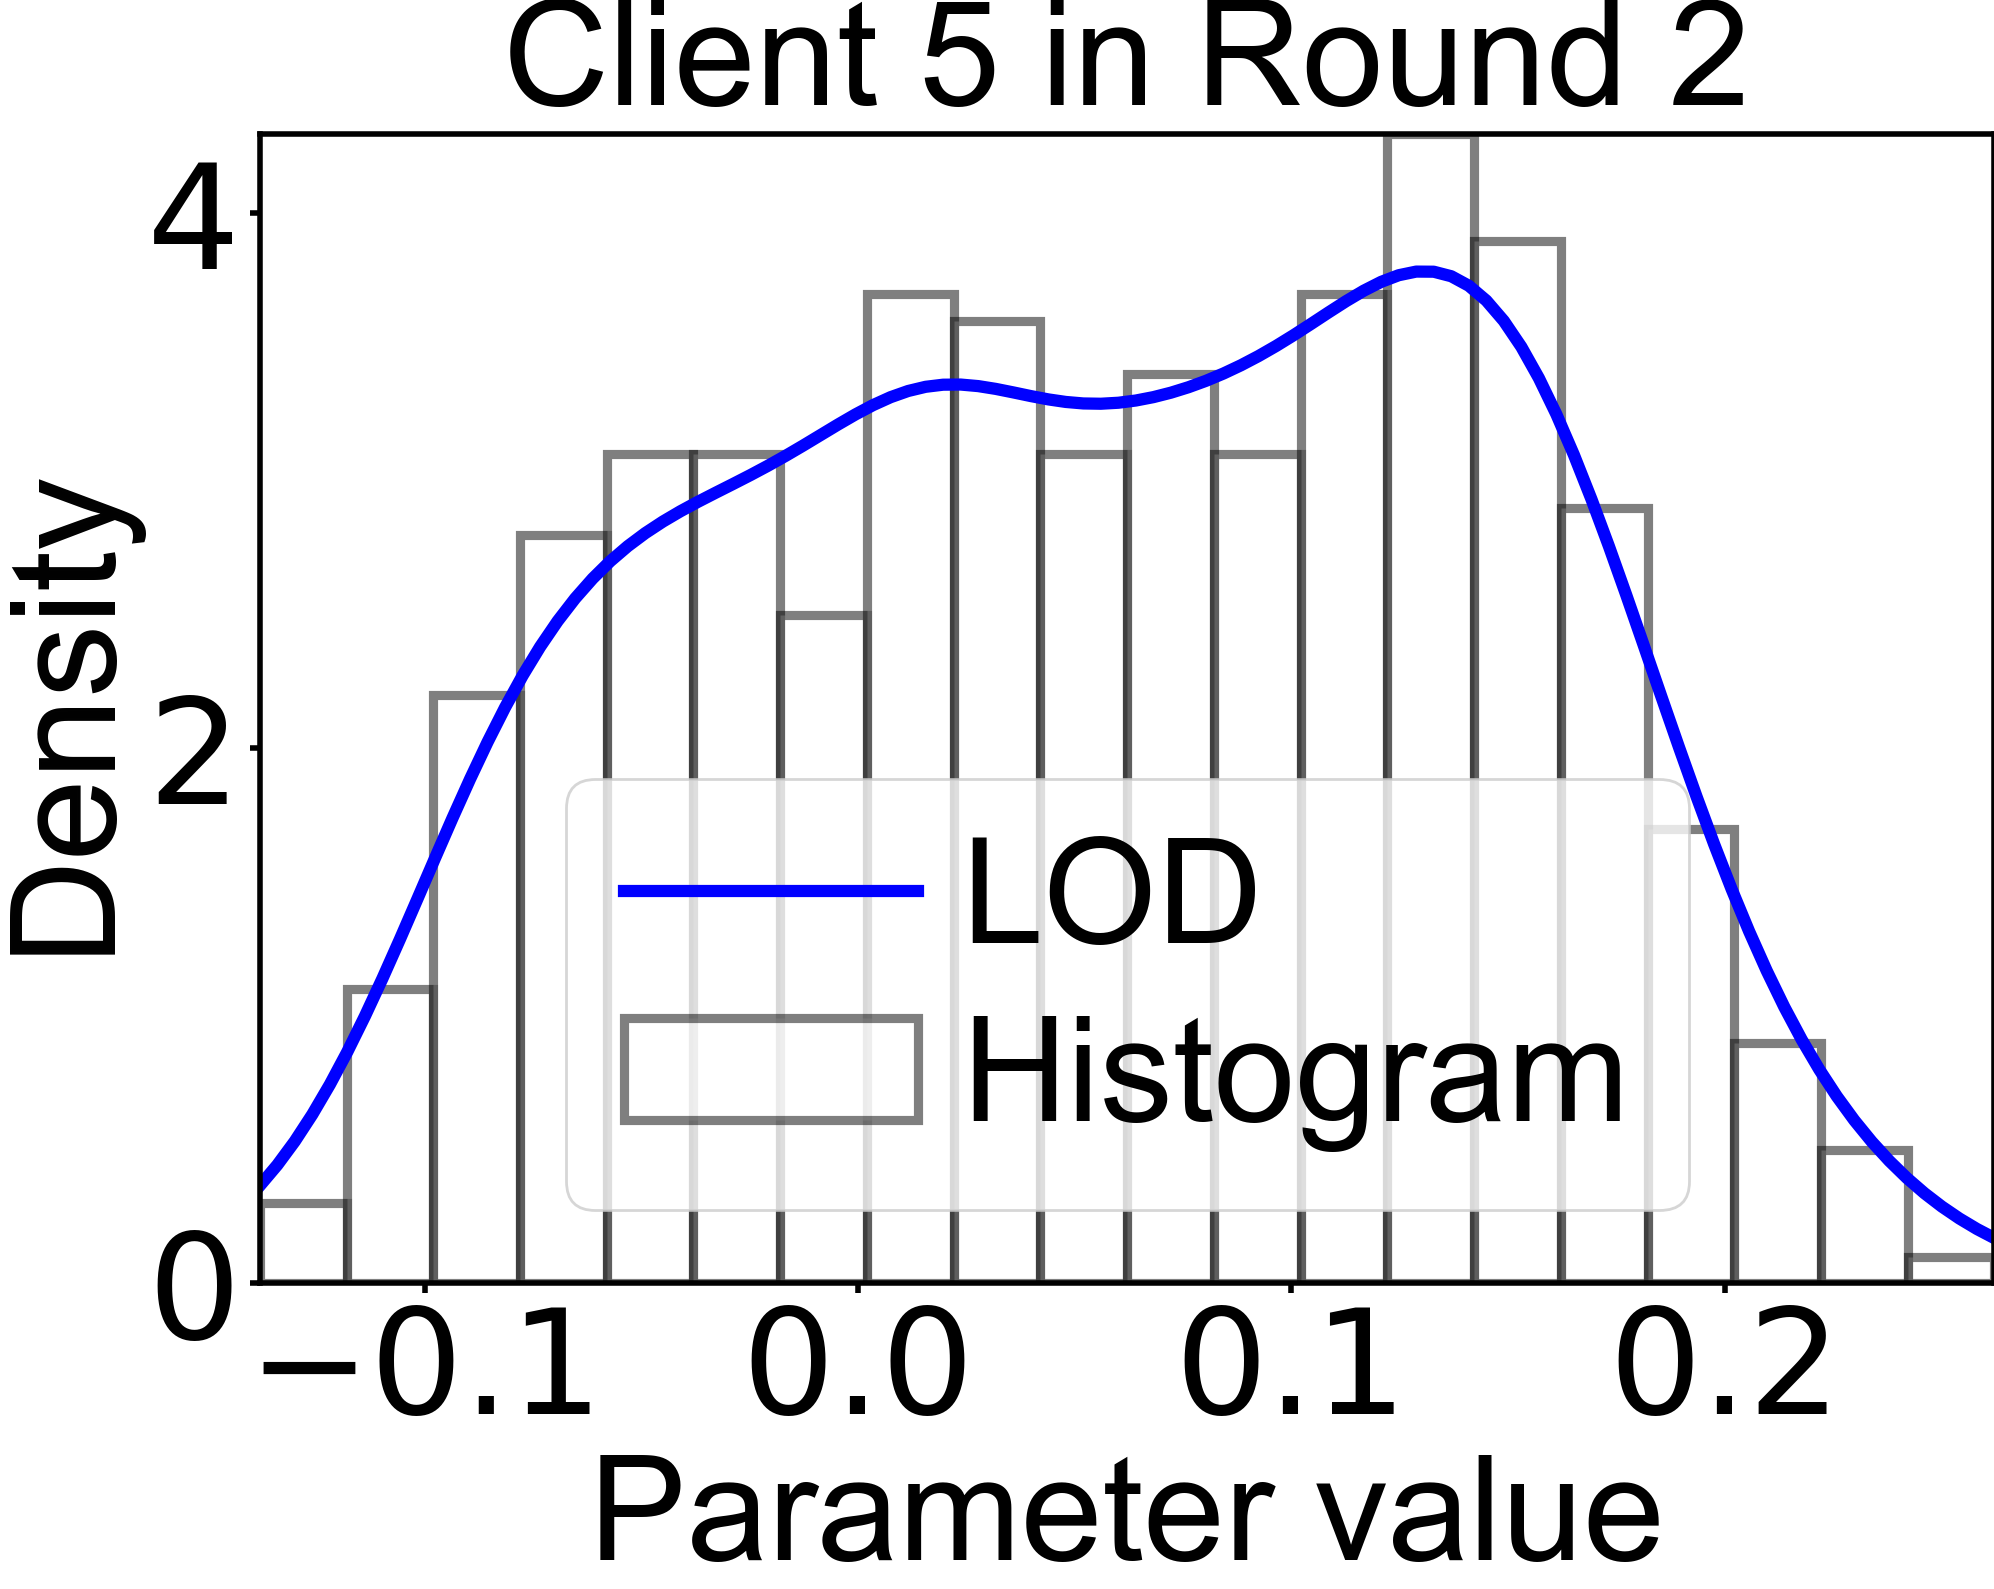 Client 5 in Round 2
Density
4
2
0
LOD
Histogram
−0.1 0.0 0.1 0.2
Parameter value